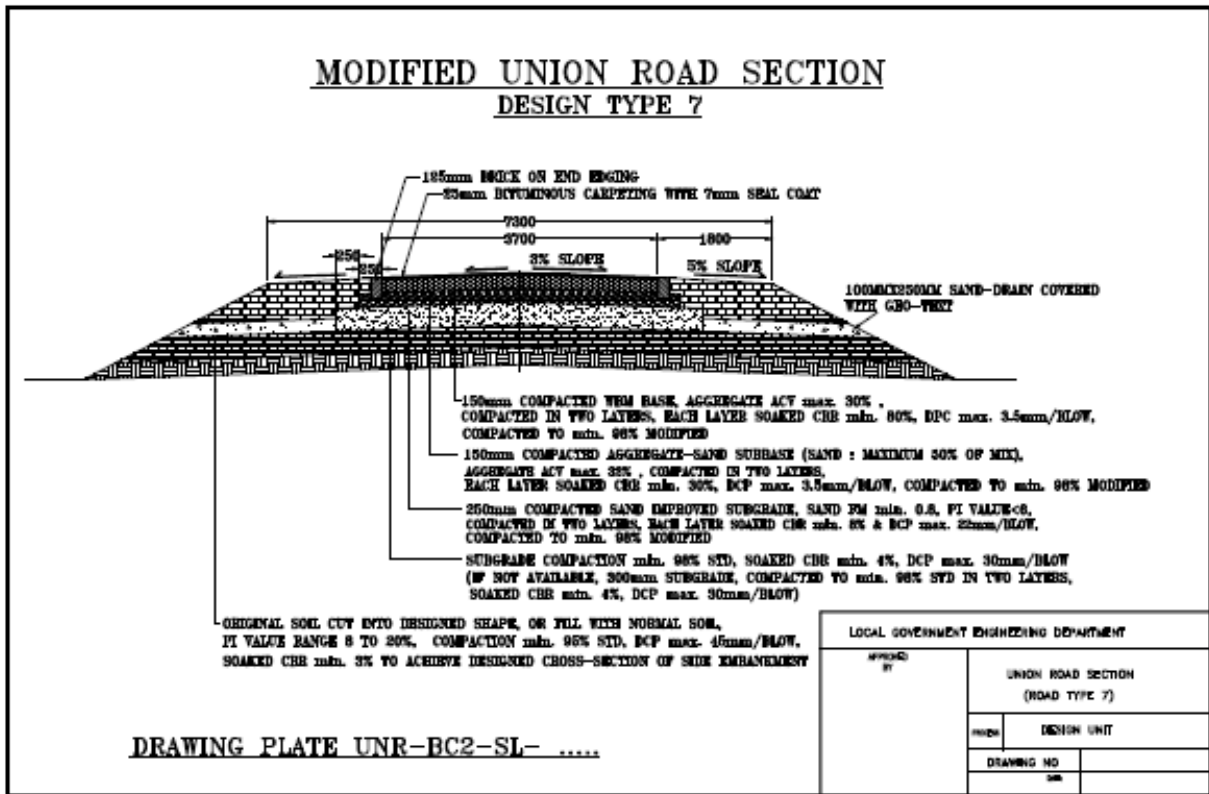 MODIFIED UNION ROAD SECTION
DESIGN TYPE 7
125mm BRICK ON END EDGING
25mm BITUMINOUS CARPETING WITH 7mm SEAL COAT
7300
3700
1800
250
250
3% SLOPE
5% SLOPE
100MMX250MM SAND-DRAIN COVERED
WITH GEO-TEXT
150mm COMPACTED WBM BASE, AGGREGATE ACV max. 30% ,
COMPACTED IN TWO LAYERS, EACH LAYER SOAKED CBR min. 80%, DPC max. 3.5mm/BLOW,
COMPACTED TO min. 98% MODIFIED
150mm COMPACTED AGGREGATE-SAND SUBBASE (SAND : MAXIMUM 50% OF MIX),
AGGREGATE ACV max. 32% , COMPACTED IN TWO LAYERS,
EACH LAYER SOAKED CBR min. 30%, DCP max. 3.5mm/BLOW, COMPACTED TO min. 98% MODIFIED
250mm COMPACTED SAND IMPROVED SUBGRADE, SAND FM min. 0.8, PI VALUE<6,
COMPACTED IN TWO LAYERS, EACH LAYER SOAKED CBR min. 8% & DCP max. 22mm/BLOW,
COMPACTED TO min. 98% MODIFIED
SUBGRADE COMPACTION min. 98% STD, SOAKED CBR min. 4%, DCP max. 30mm/BLOW
(IF NOT AVAILABLE, 300mm SUBGRADE, COMPACTED TO min. 98% STD IN TWO LAYERS,
SOAKED CBR min. 4%, DCP max. 30mm/BLOW)
ORIGINAL SOIL CUT INTO DESIGNED SHAPE, OR FILL WITH NORMAL SOIL,
PI VALUE RANGE 6 TO 20%, COMPACTION min. 95% STD, DCP max. 45mm/BLOW,
SOAKED CBR min. 3% TO ACHIEVE DESIGNED CROSS-SECTION OF SIDE EMBANKMENT
LOCAL GOVERNMENT ENGINEERING DEPARTMENT
APPROVED
BY
UNION ROAD SECTION
(ROAD TYPE 7)
DESIGN UNIT
DRAWING NO
DRAWING PLATE UNR-BC2-SL- .....